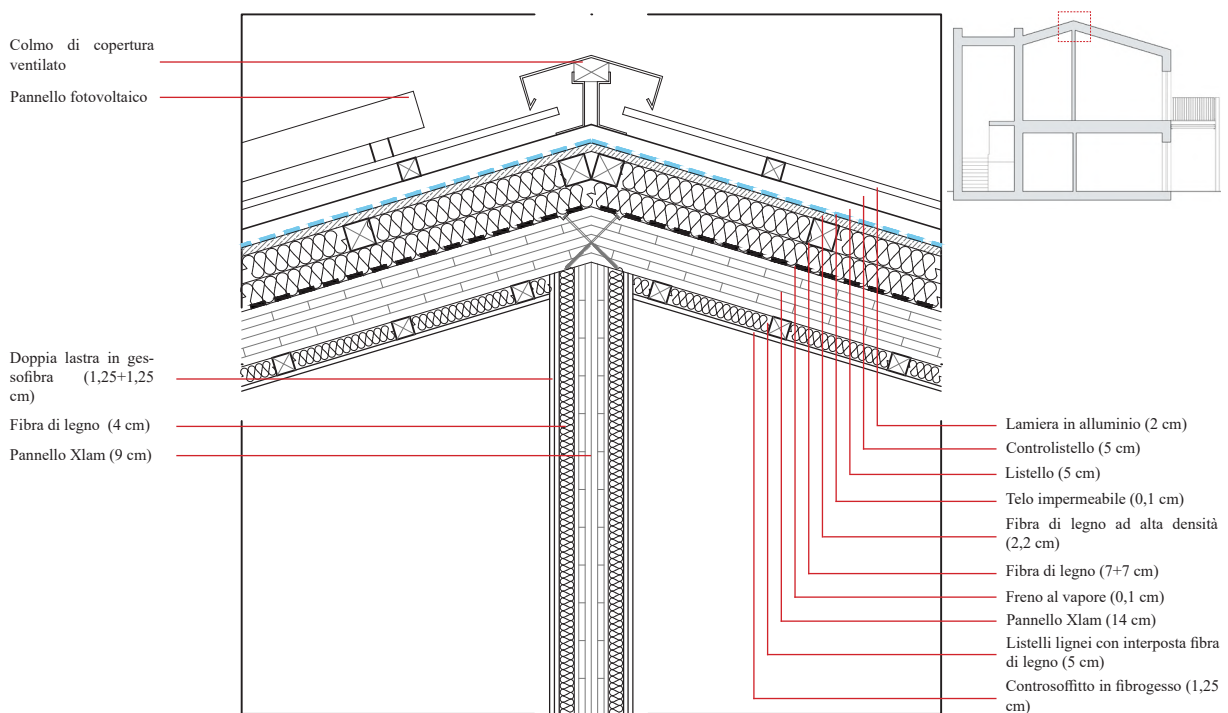 Colmo di copertura
ventilato
Pannello fotovoltaico
Doppia lastra in ges-
sofibra (1,25+1,25
cm)
Fibra di legno (4 cm)
Pannello Xlam (9 cm)
Lamiera in alluminio (2 cm)
Controlistello (5 cm)
Listello (5 cm)
Telo impermeabile (0,1 cm)
Fibra di legno ad alta densità
(2,2 cm)
Fibra di legno (7+7 cm)
Freno al vapore (0,1 cm)
Pannello Xlam (14 cm)
Listelli lignei con interposta fibra
di legno (5 cm)
Controsoffitto in fibrogesso (1,25
cm)